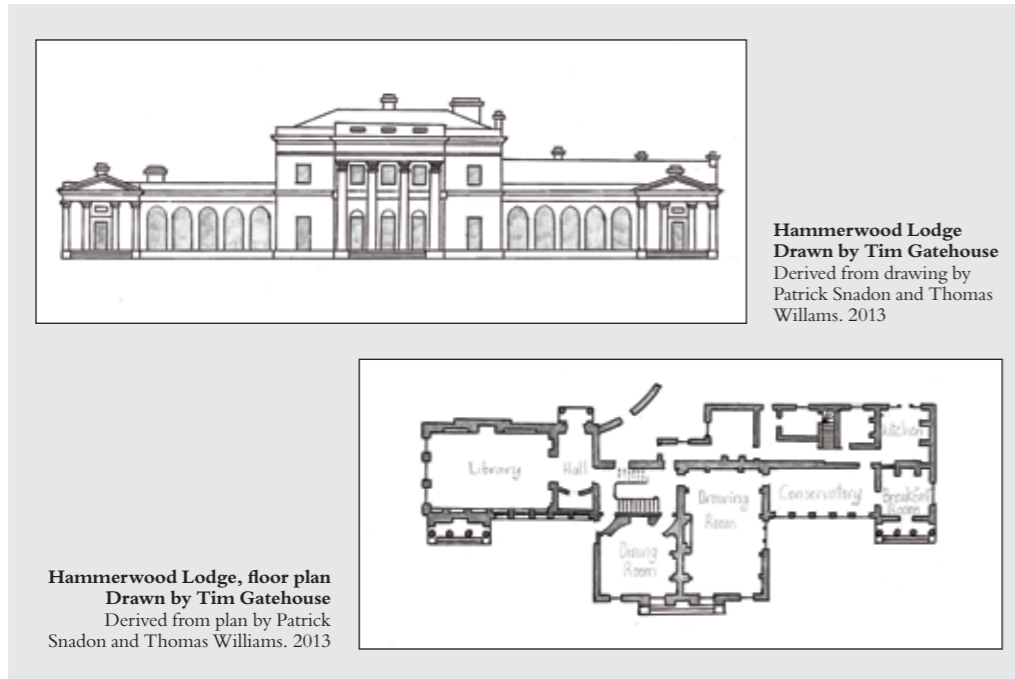 Hammerwood Lodge
Drawn by Tim Gatehouse
Derived from drawing by
Patrick Snadon and Thomas
Willams. 2013
Library
Hall
Drawing
Room
Conservatory
Kitchen
Breakfast
Room
Dining
Room
Hammerwood Lodge, floor plan
Drawn by Tim Gatehouse
Derived from plan by Patrick
Snadon and Thomas Williams. 2013